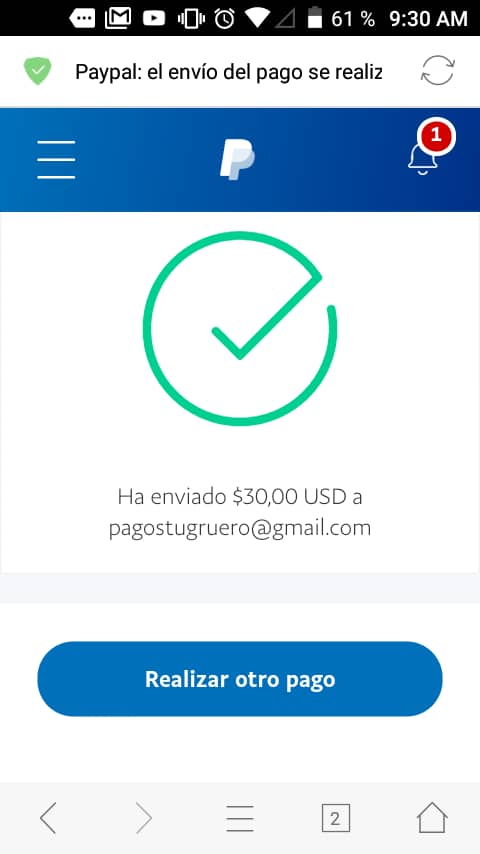 61 % 9:30 AM
Paypal: el envío del pago se realiz
1
Ha enviado $30,00 USD a
pagostugruero@gmail.com
Realizar otro pago
2